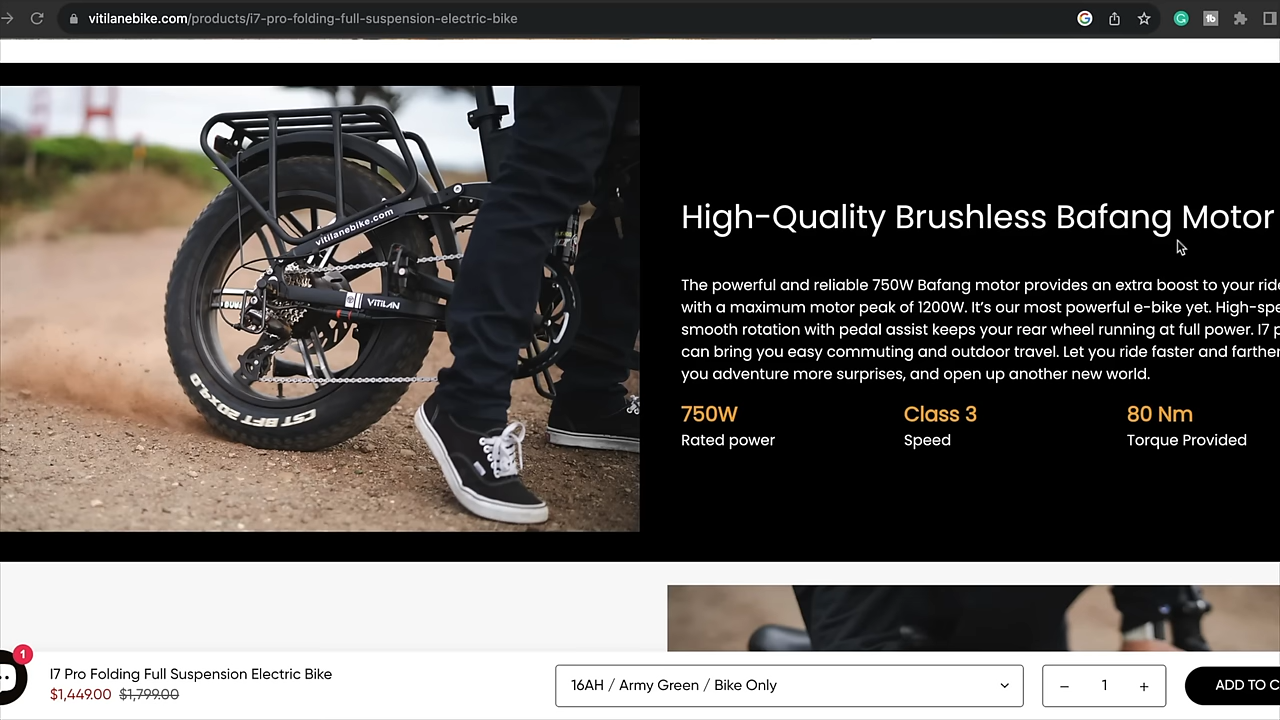 vitilanebike.com/products/i7-pro-folding-full-suspension-electric-bike
vitilanebike.com
VITILAN
CST BFT 20x4.0
High-Quality Brushless Bafang Motor
The powerful and reliable 750W Bafang motor provides an extra boost to your ride
with a maximum motor peak of 1200W. It's our most powerful e-bike yet. High-spe
smooth rotation with pedal assist keeps your rear wheel running at full power. I7 p
can bring you easy commuting and outdoor travel. Let you ride faster and farther
you adventure more surprises, and open up another new world.
750W
Rated power
Class 3
Speed
80 Nm
Torque Provided
1
I7 Pro Folding Full Suspension Electric Bike
$1,449.00 $1,799.00
16AH / Army Green / Bike Only
− 1 +
ADD TO C